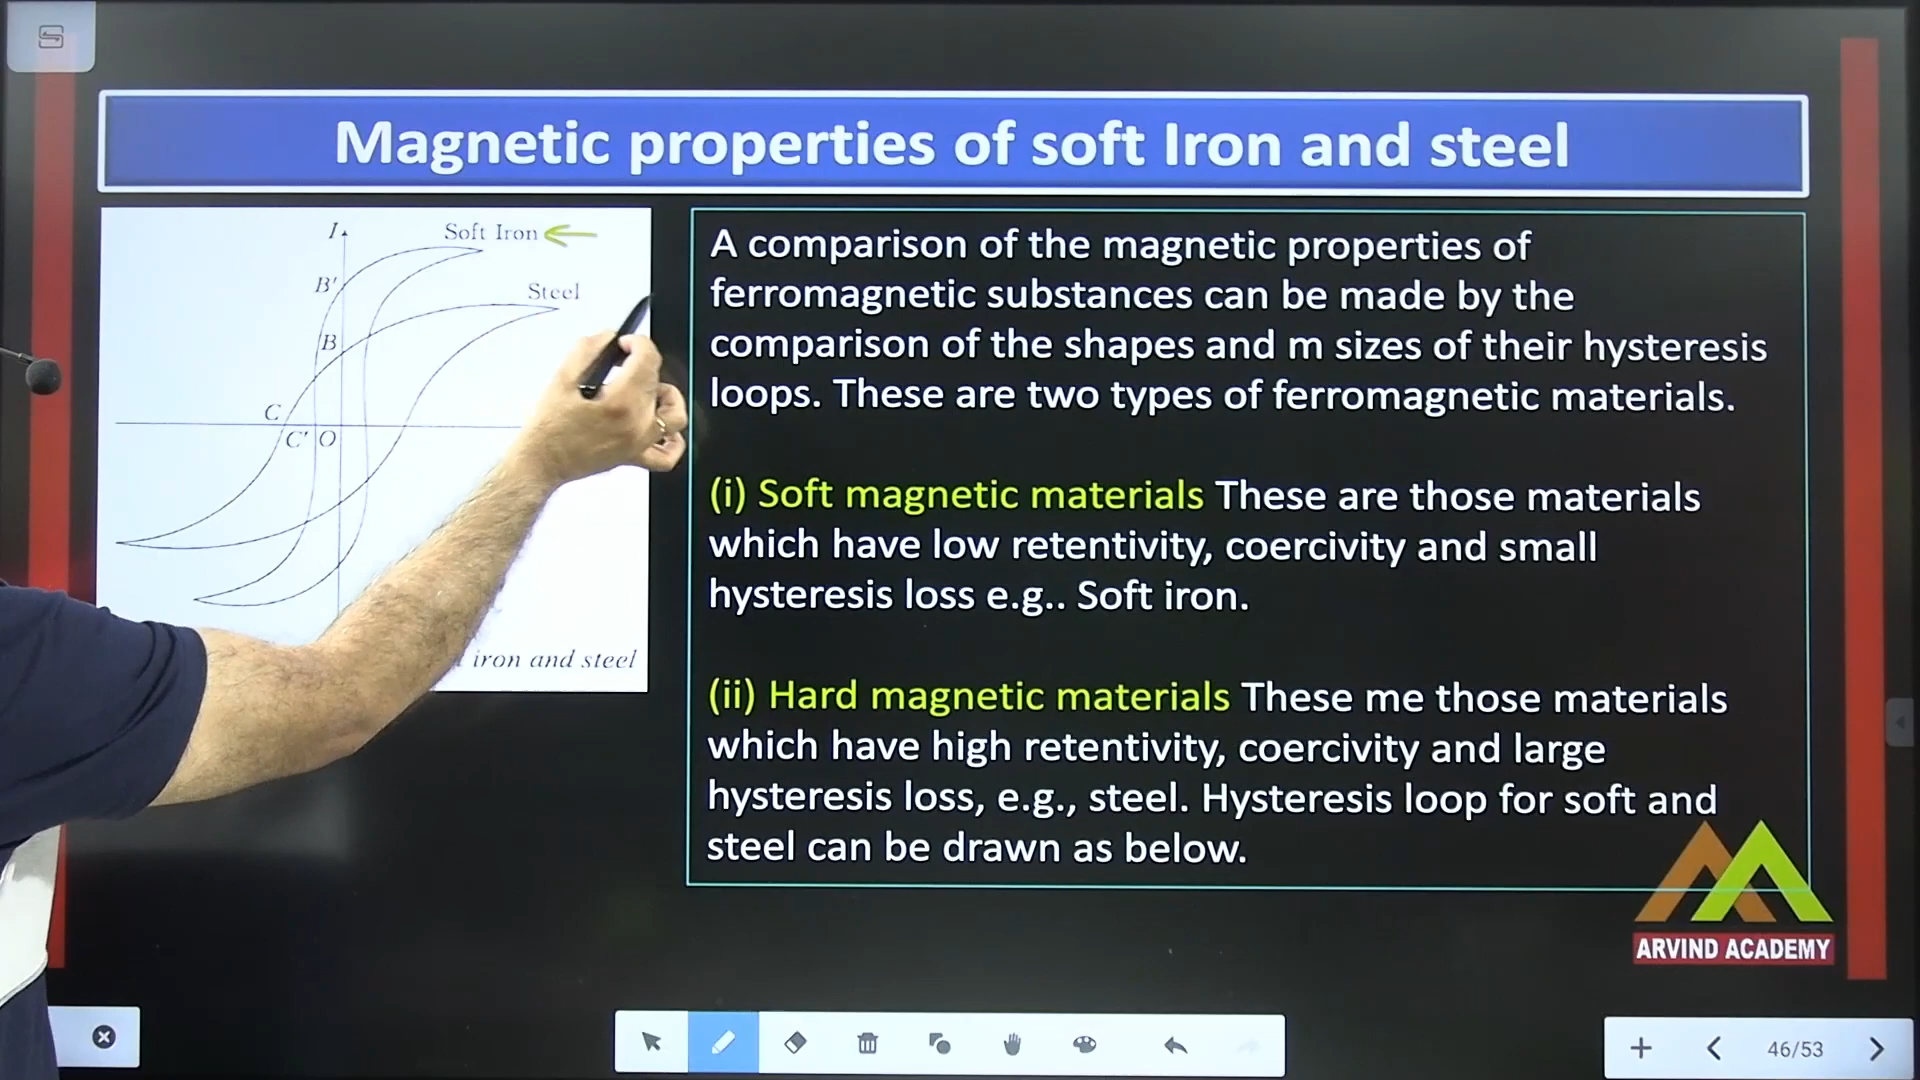 Magnetic properties of soft Iron and steel
I
Soft Iron
B'
Steel
B
C
C' O
iron and steel
A comparison of the magnetic properties of
ferromagnetic substances can be made by the
comparison of the shapes and m sizes of their hysteresis
loops. These are two types of ferromagnetic materials.
(i) Soft magnetic materials These are those materials
which have low retentivity, coercivity and small
hysteresis loss e.g.. Soft iron.
(ii) Hard magnetic materials These me those materials
which have high retentivity, coercivity and large
hysteresis loss, e.g., steel. Hysteresis loop for soft and
steel can be drawn as below.
ARVIND ACADEMY
46/53